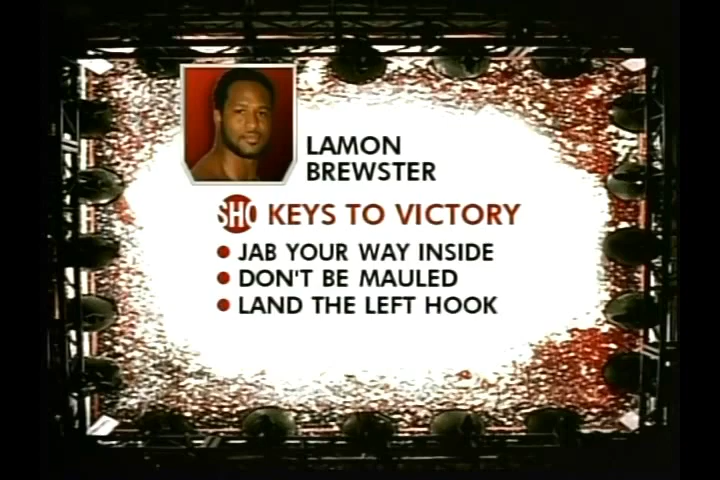 LAMON
BREWSTER
SHO KEYS TO VICTORY
JAB YOUR WAY INSIDE
DON'T BE MAULED
LAND THE LEFT HOOK